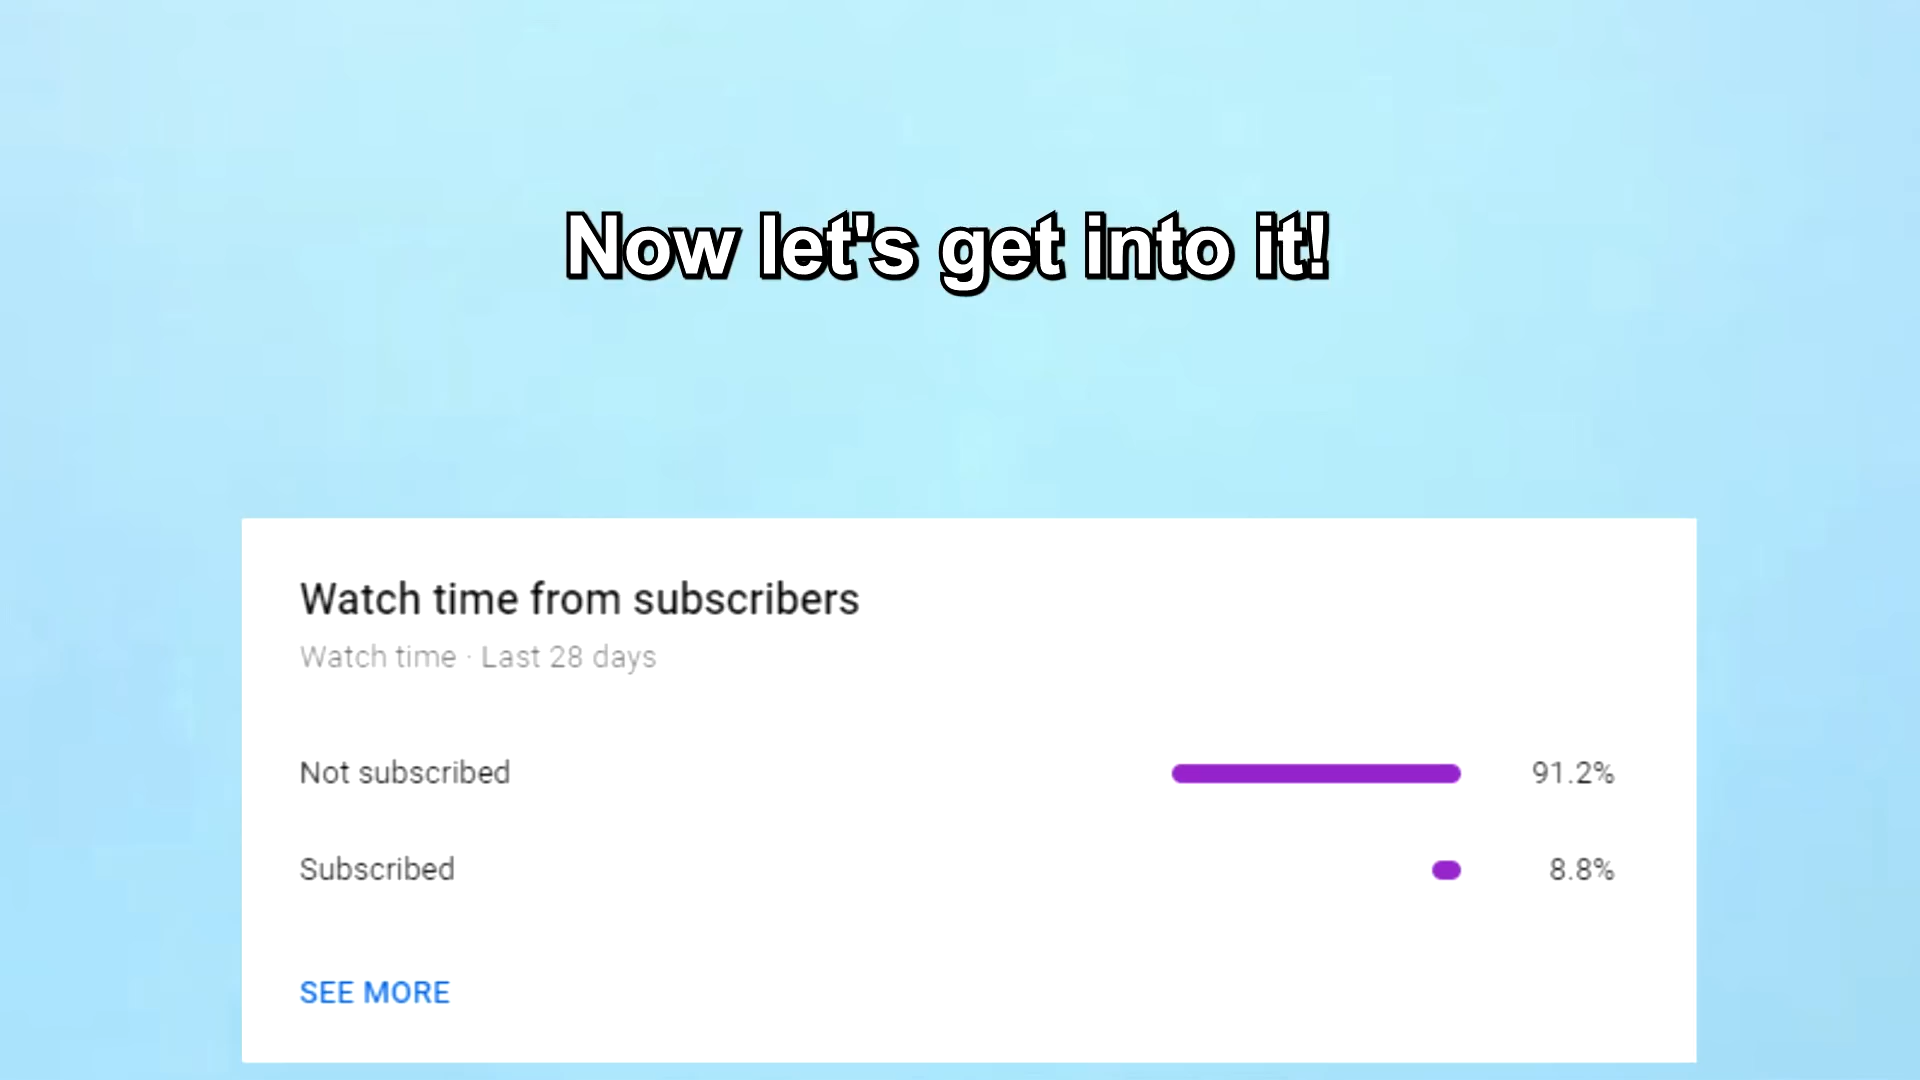 Now let's get into it!
Watch time from subscribers
Watch time · Last 28 days
Not subscribed 91.2%
Subscribed 8.8%
SEE MORE